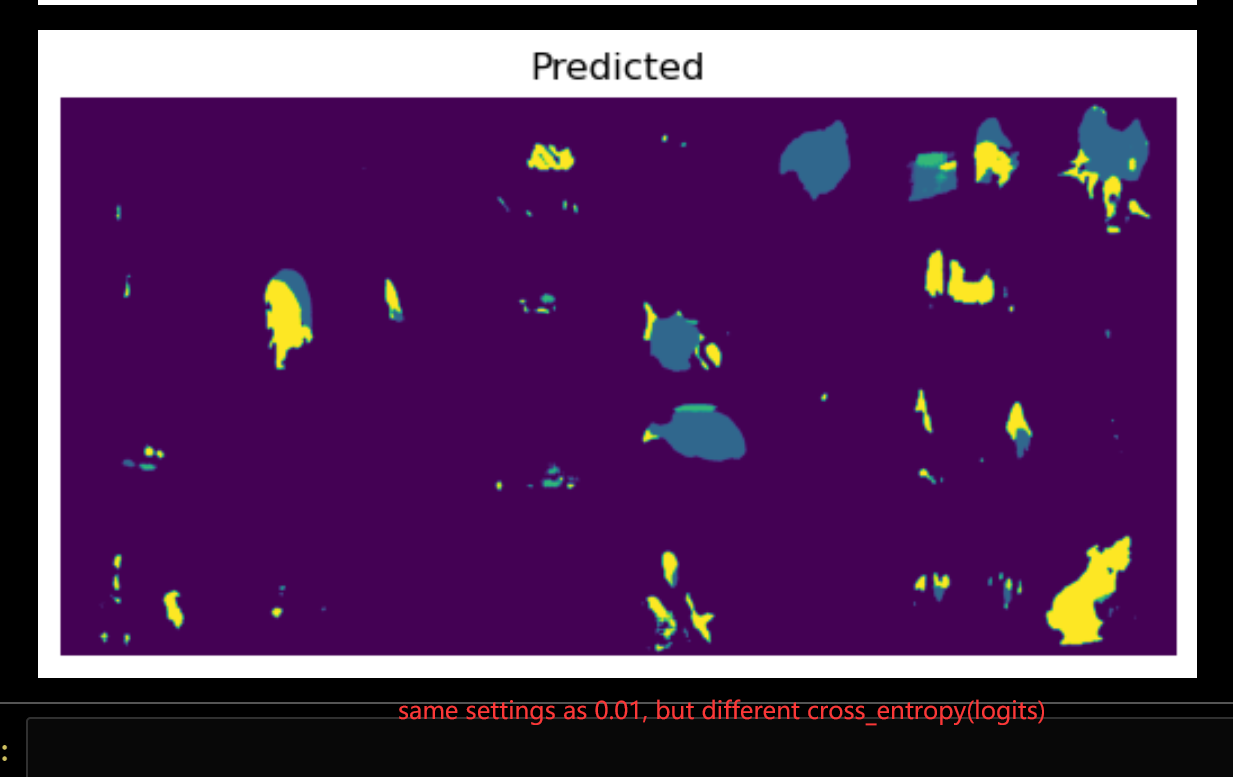 Predicted
same settings as 0.01, but different cross_entropy(logits)
: